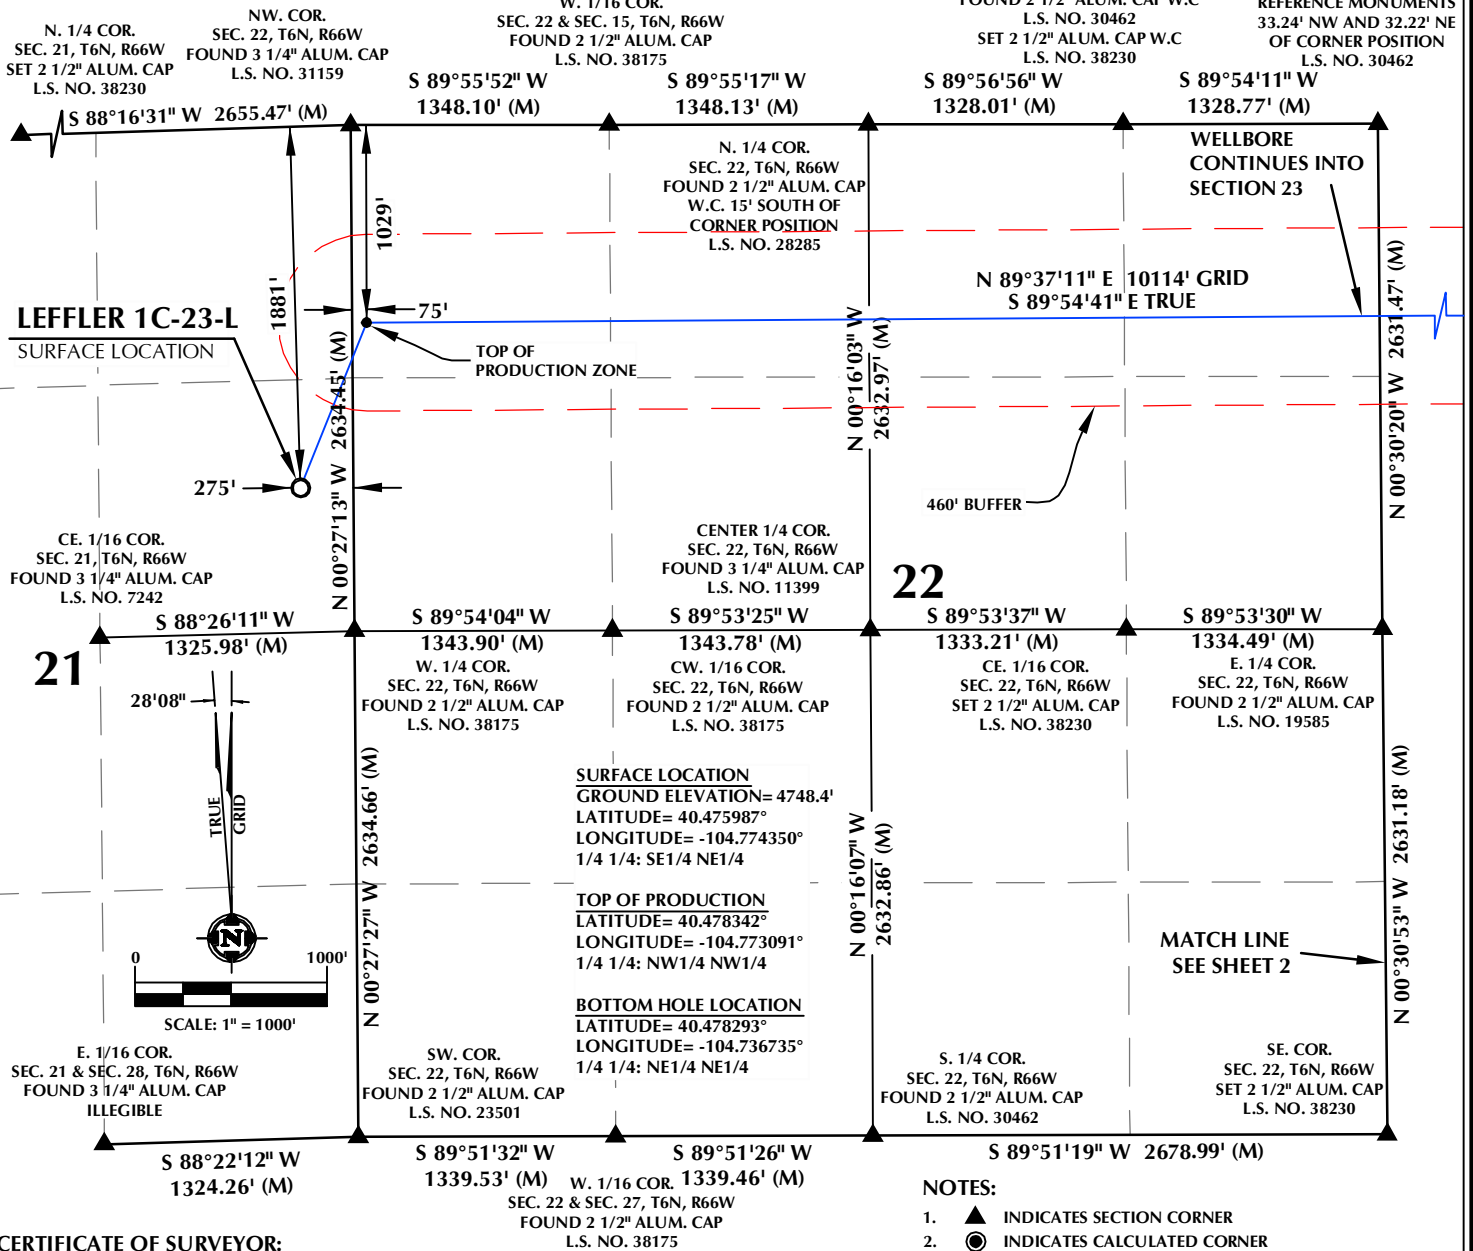 N. 1/4 COR.
SEC. 21, T6N, R66W
SET 2 1/2" ALUM. CAP
L.S. NO. 38230
NW. COR.
SEC. 22, T6N, R66W
FOUND 3 1/4" ALUM. CAP
L.S. NO. 31159
W. 1/16 COR.
SEC. 22 & SEC. 15, T6N, R66W
FOUND 2 1/2" ALUM. CAP
L.S. NO. 38175
FOUND 2 1/2" ALUM. CAP W.C
L.S. NO. 30462
SET 2 1/2" ALUM. CAP W.C
L.S. NO. 38230
REFERENCE MONUMENTS
33.24' NW AND 32.22' NE
OF CORNER POSITION
L.S. NO. 30462
S 88°16'31" W 2655.47' (M)
S 89°55'52" W
1348.10' (M)
S 89°55'17" W
1348.13' (M)
S 89°56'56" W
1328.01' (M)
S 89°54'11" W
1328.77' (M)
N. 1/4 COR.
SEC. 22, T6N, R66W
FOUND 2 1/2" ALUM. CAP
W.C. 15' SOUTH OF
CORNER POSITION
L.S. NO. 28285
WELLBORE
CONTINUES INTO
SECTION 23
1029'
1881'
75'
N 89°37'11" E 10114' GRID
S 89°54'41" E TRUE
LEFFLER 1C-23-L
SURFACE LOCATION
TOP OF
PRODUCTION ZONE
N 00°27'13" W 2634.45' (M)
N 00°16'03" W
2632.97' (M)
N 00°30'20" W 2631.47' (M)
275'
460' BUFFER
CE. 1/16 COR.
SEC. 21, T6N, R66W
FOUND 3 1/4" ALUM. CAP
L.S. NO. 7242
CENTER 1/4 COR.
SEC. 22, T6N, R66W
FOUND 3 1/4" ALUM. CAP
L.S. NO. 11399
22
S 88°26'11" W
1325.98' (M)
S 89°54'04" W
1343.90' (M)
S 89°53'25" W
1343.78' (M)
S 89°53'37" W
1333.21' (M)
S 89°53'30" W
1334.49' (M)
21
W. 1/4 COR.
SEC. 22, T6N, R66W
FOUND 2 1/2" ALUM. CAP
L.S. NO. 38175
CW. 1/16 COR.
SEC. 22, T6N, R66W
FOUND 2 1/2" ALUM. CAP
L.S. NO. 38175
CE. 1/16 COR.
SEC. 22, T6N, R66W
SET 2 1/2" ALUM. CAP
L.S. NO. 38230
E. 1/4 COR.
SEC. 22, T6N, R66W
FOUND 2 1/2" ALUM. CAP
L.S. NO. 19585
28'08"
TRUE
GRID
N
0 1000'
SCALE: 1" = 1000'
N 00°27'27" W 2634.66' (M)
SURFACE LOCATION
GROUND ELEVATION= 4748.4'
LATITUDE= 40.475987°
LONGITUDE= -104.774350°
1/4 1/4: SE1/4 NE1/4
TOP OF PRODUCTION
LATITUDE= 40.478342°
LONGITUDE= -104.773091°
1/4 1/4: NW1/4 NW1/4
BOTTOM HOLE LOCATION
LATITUDE= 40.478293°
LONGITUDE= -104.736735°
1/4 1/4: NE1/4 NE1/4
N 00°16'07" W
2632.86' (M)
MATCH LINE
SEE SHEET 2
N 00°30'53" W 2631.18' (M)
E. 1/16 COR.
SEC. 21 & SEC. 28, T6N, R66W
FOUND 3 1/4" ALUM. CAP
ILLEGIBLE
SW. COR.
SEC. 22, T6N, R66W
FOUND 2 1/2" ALUM. CAP
L.S. NO. 23501
S. 1/4 COR.
SEC. 22, T6N, R66W
FOUND 2 1/2" ALUM. CAP
L.S. NO. 30462
SE. COR.
SEC. 22, T6N, R66W
SET 2 1/2" ALUM. CAP
L.S. NO. 38230
S 88°22'12" W
1324.26' (M)
S 89°51'32" W
1339.53' (M)
S 89°51'26" W
1339.46' (M)
S 89°51'19" W 2678.99' (M)
W. 1/16 COR.
SEC. 22 & SEC. 27, T6N, R66W
FOUND 2 1/2" ALUM. CAP
L.S. NO. 38175
NOTES:
1. INDICATES SECTION CORNER
2. INDICATES CALCULATED CORNER
CERTIFICATE OF SURVEYOR: